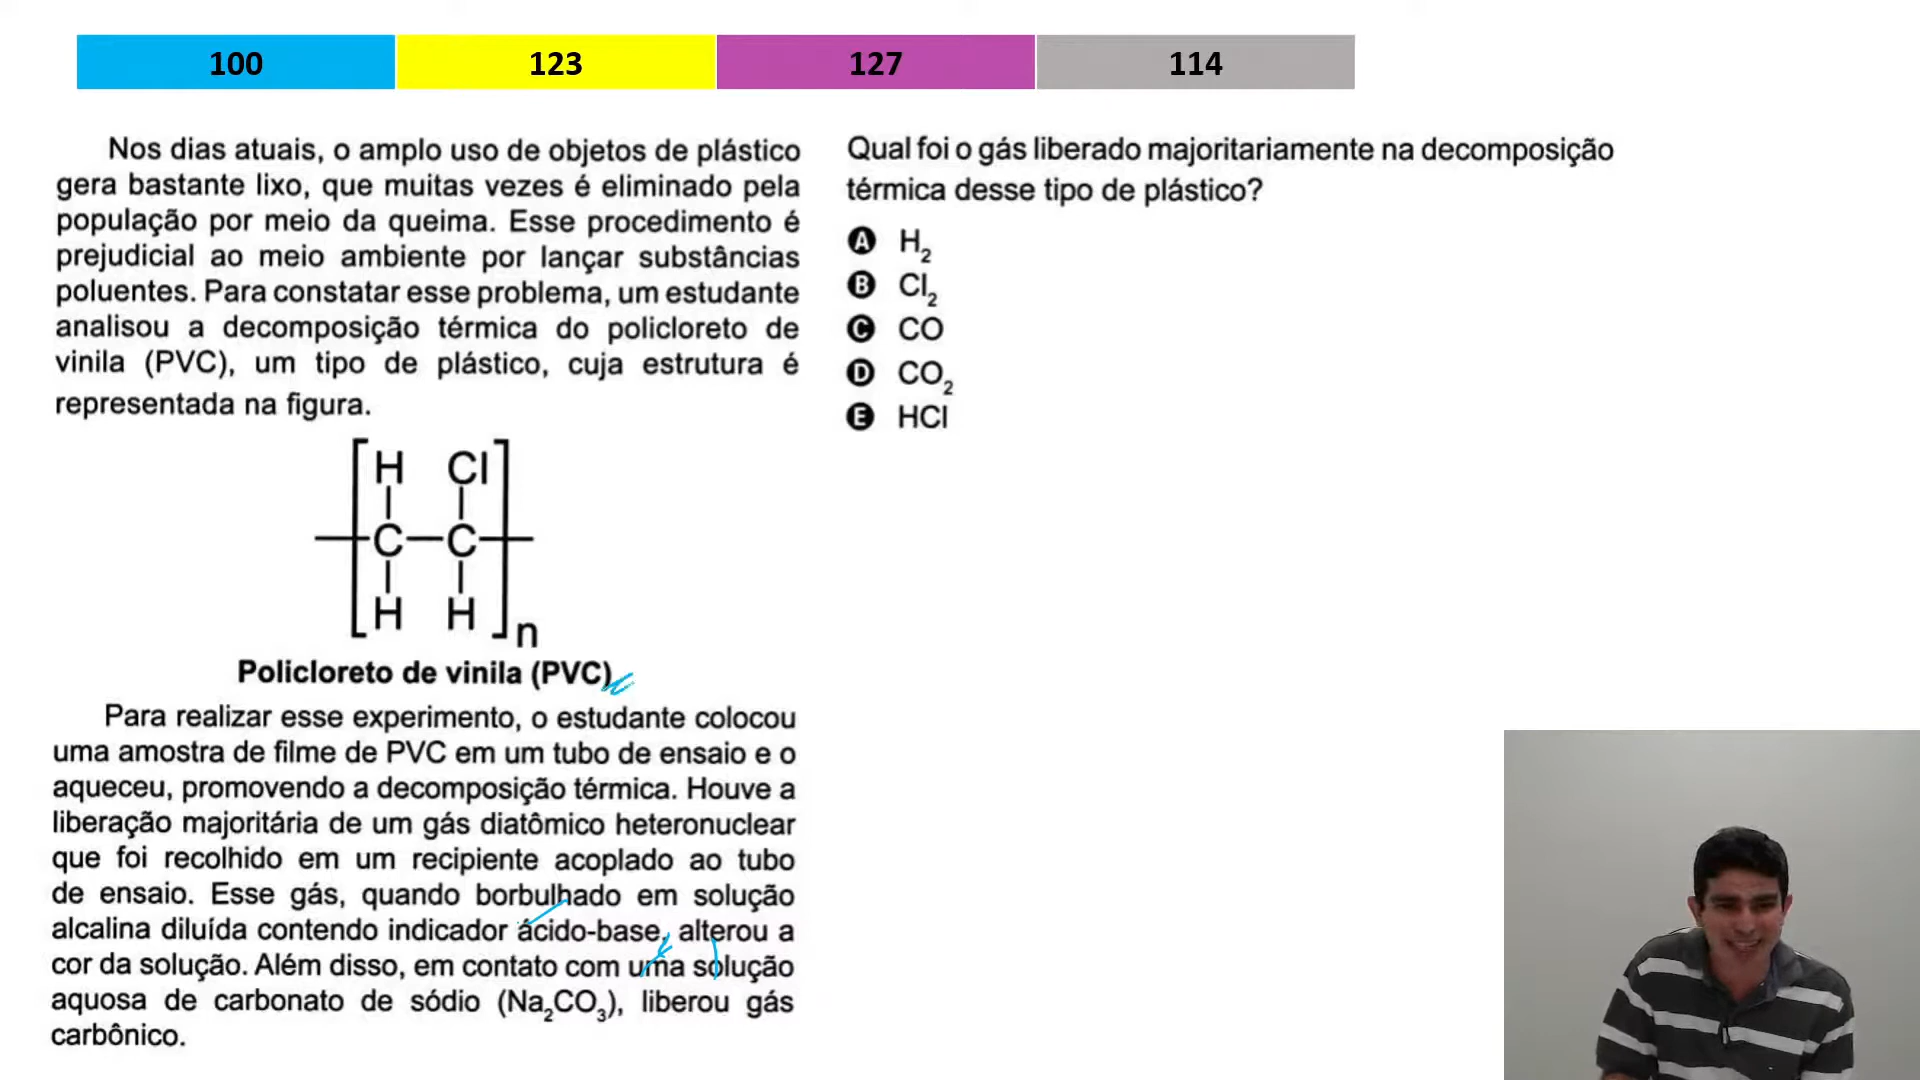 100 123 127 114
Nos dias atuais, o amplo uso de objetos de plástico
gera bastante lixo, que muitas vezes é eliminado pela
população por meio da queima. Esse procedimento é
prejudicial ao meio ambiente por lançar substâncias
poluentes. Para constatar esse problema, um estudante
analisou a decomposição térmica do policloreto de
vinila (PVC), um tipo de plástico, cuja estrutura é
representada na figura.
H Cl
C C
H H
n
Policloreto de vinila (PVC)
Para realizar esse experimento, o estudante colocou
uma amostra de filme de PVC em um tubo de ensaio e o
aqueceu, promovendo a decomposição térmica. Houve a
liberação majoritária de um gás diatômico heteronuclear
que foi recolhido em um recipiente acoplado ao tubo
de ensaio. Esse gás, quando borbulhado em solução
alcalina diluída contendo indicador ácido-base, alterou a
cor da solução. Além disso, em contato com uma solução
aquosa de carbonato de sódio (Na₂CO₃), liberou gás
carbônico.
Qual foi o gás liberado majoritariamente na decomposição
térmica desse tipo de plástico?
A H₂
B Cl₂
C CO
D CO₂
E HCl